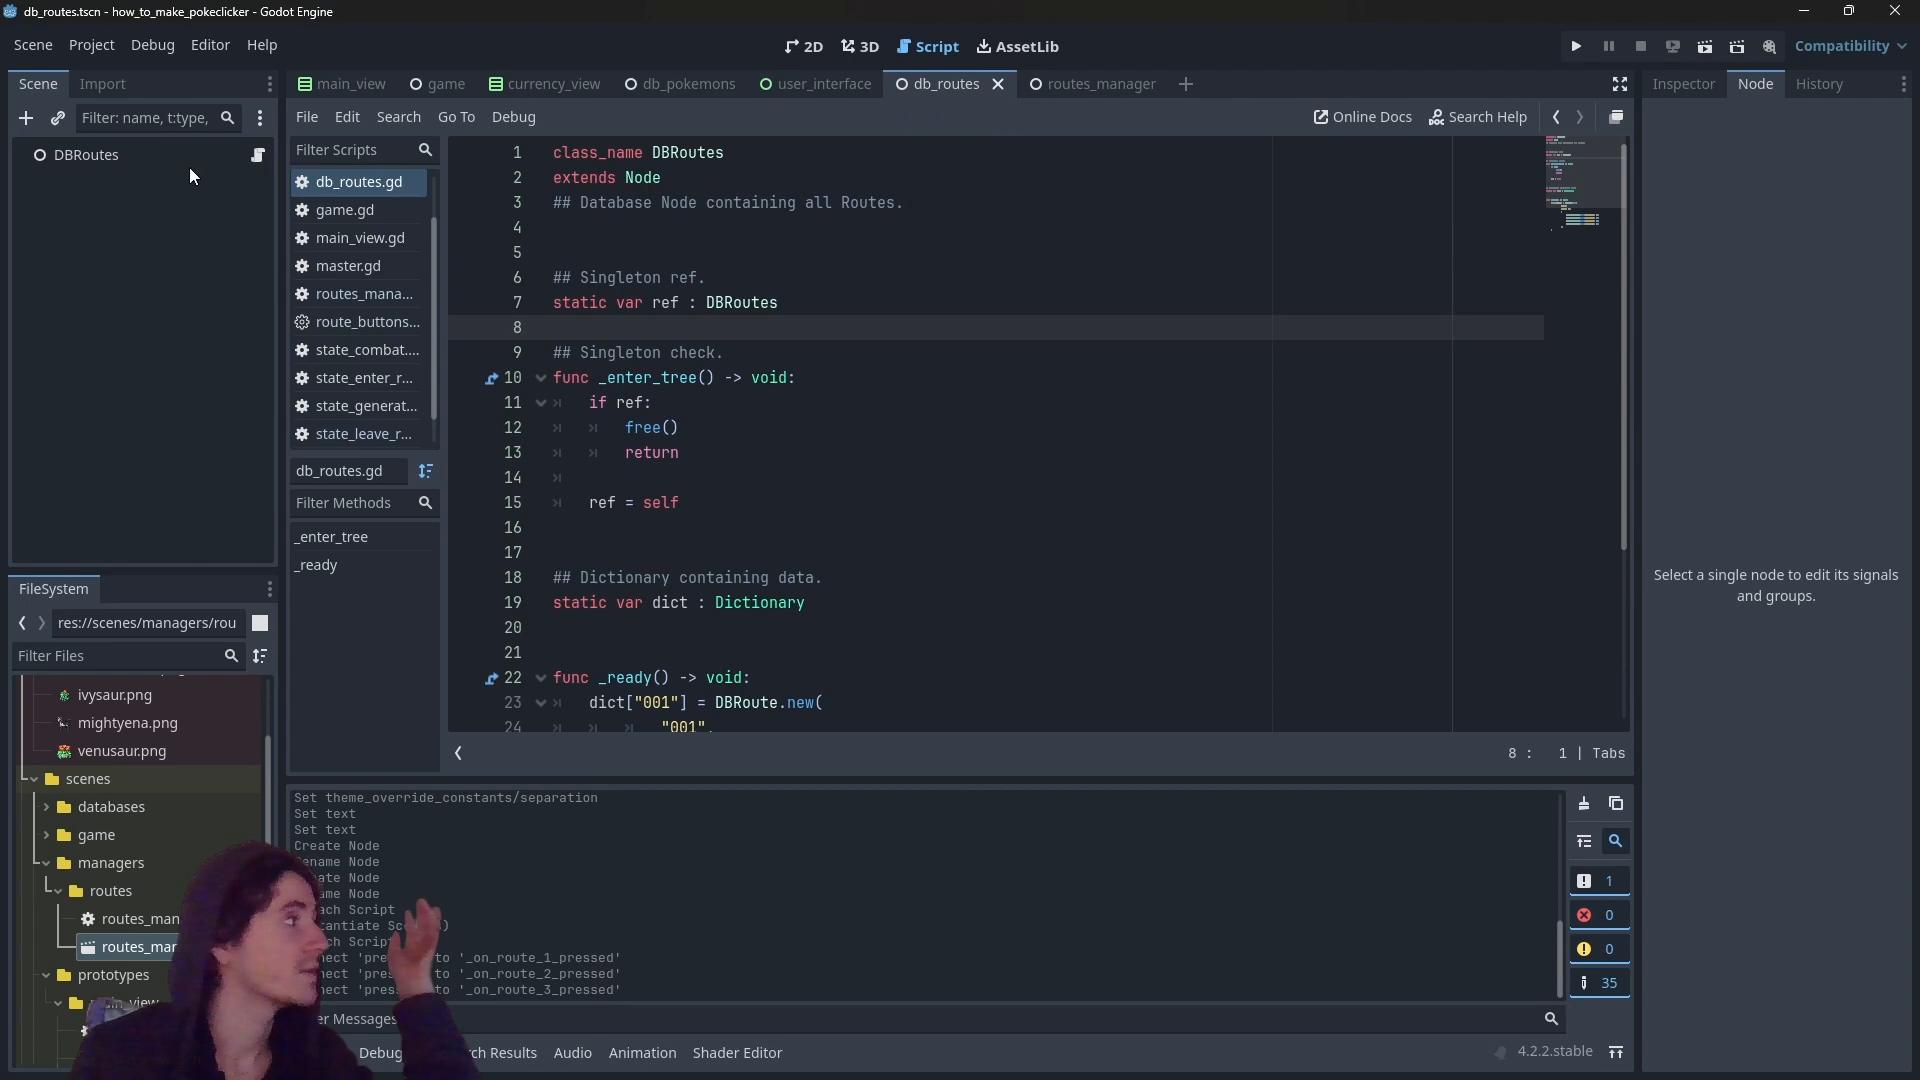 db_routes.tscn - how_to_make_pokeclicker - Godot Engine
Scene Project Debug Editor Help
2D 3D Script AssetLib
Compatibility
Scene Import
main_view game currency_view db_pokemons user_interface db_routes routes_manager
Inspector Node History
Filter: name, t:type,
File Edit Search Go To Debug
Online Docs Search Help
DBRoutes
Filter Scripts
db_routes.gd
game.gd
main_view.gd
master.gd
routes_mana...
route_buttons...
state_combat....
state_enter_r...
state_generat...
state_leave_r...
db_routes.gd
Filter Methods
_enter_tree
_ready
1 class_name DBRoutes
2 extends Node
3 ## Database Node containing all Routes.
4
5
6 ## Singleton ref.
7 static var ref : DBRoutes
8
9 ## Singleton check.
10 func _enter_tree() -> void:
11 if ref:
12 free()
13 return
14
15 ref = self
16
17
18 ## Dictionary containing data.
19 static var dict : Dictionary
20
21
22 func _ready() -> void:
23 dict["001"] = DBRoute.new(
24 "001",
8 : 1 | Tabs
Select a single node to edit its signals
and groups.
FileSystem
res://scenes/managers/rou
Filter Files
ivysaur.png
mightyena.png
venusaur.png
scenes
databases
game
managers
routes
routes_man
routes_mar
prototypes
Set theme_override_constants/separation
Set text
Set text
Create Node
ename Node
ate Node
ame Node
ach Script
tantiate Sc
ch Script
nect 'pre to '_on_route_1_pressed'
nect 'pres to '_on_route_2_pressed'
nect 'press to '_on_route_3_pressed'
er Messages
1
0
0
35
Debug rch Results Audio Animation Shader Editor
4.2.2.stable